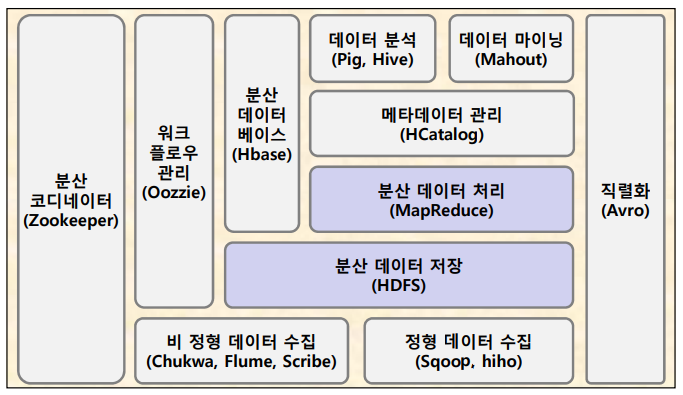 분산
코디네이터
(Zookeeper)
워크
플로우
관리
(Oozzie)
분산
데이터
베이스
(Hbase)
데이터 분석
(Pig, Hive)
데이터 마이닝
(Mahout)
메타데이터 관리
(HCatalog)
분산 데이터 처리
(MapReduce)
분산 데이터 저장
(HDFS)
직렬화
(Avro)
비 정형 데이터 수집
(Chukwa, Flume, Scribe)
정형 데이터 수집
(Sqoop, hiho)